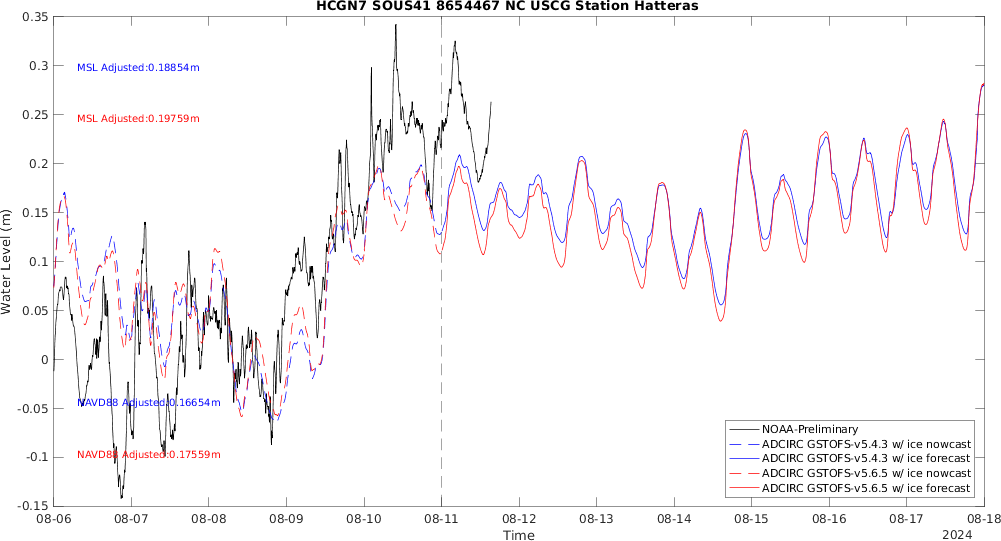 HCGN7 SOUS41 8654467 NC USCG Station Hatteras
0.35
0.3
0.25
0.2
0.15
0.1
0.05
0
-0.05
-0.1
-0.15
Water Level (m)
MSL Adjusted:0.18854m
MSL Adjusted:0.19759m
NAVD88 Adjusted:0.16654m
NAVD88 Adjusted:0.17559m
NOAA-Preliminary
ADCIRC GSTOFS-v5.4.3 w/ ice nowcast
ADCIRC GSTOFS-v5.4.3 w/ ice forecast
ADCIRC GSTOFS-v5.6.5 w/ ice nowcast
ADCIRC GSTOFS-v5.6.5 w/ ice forecast
08-06 08-07 08-08 08-09 08-10 08-11 08-12 08-13 08-14 08-15 08-16 08-17 08-18
Time
2024